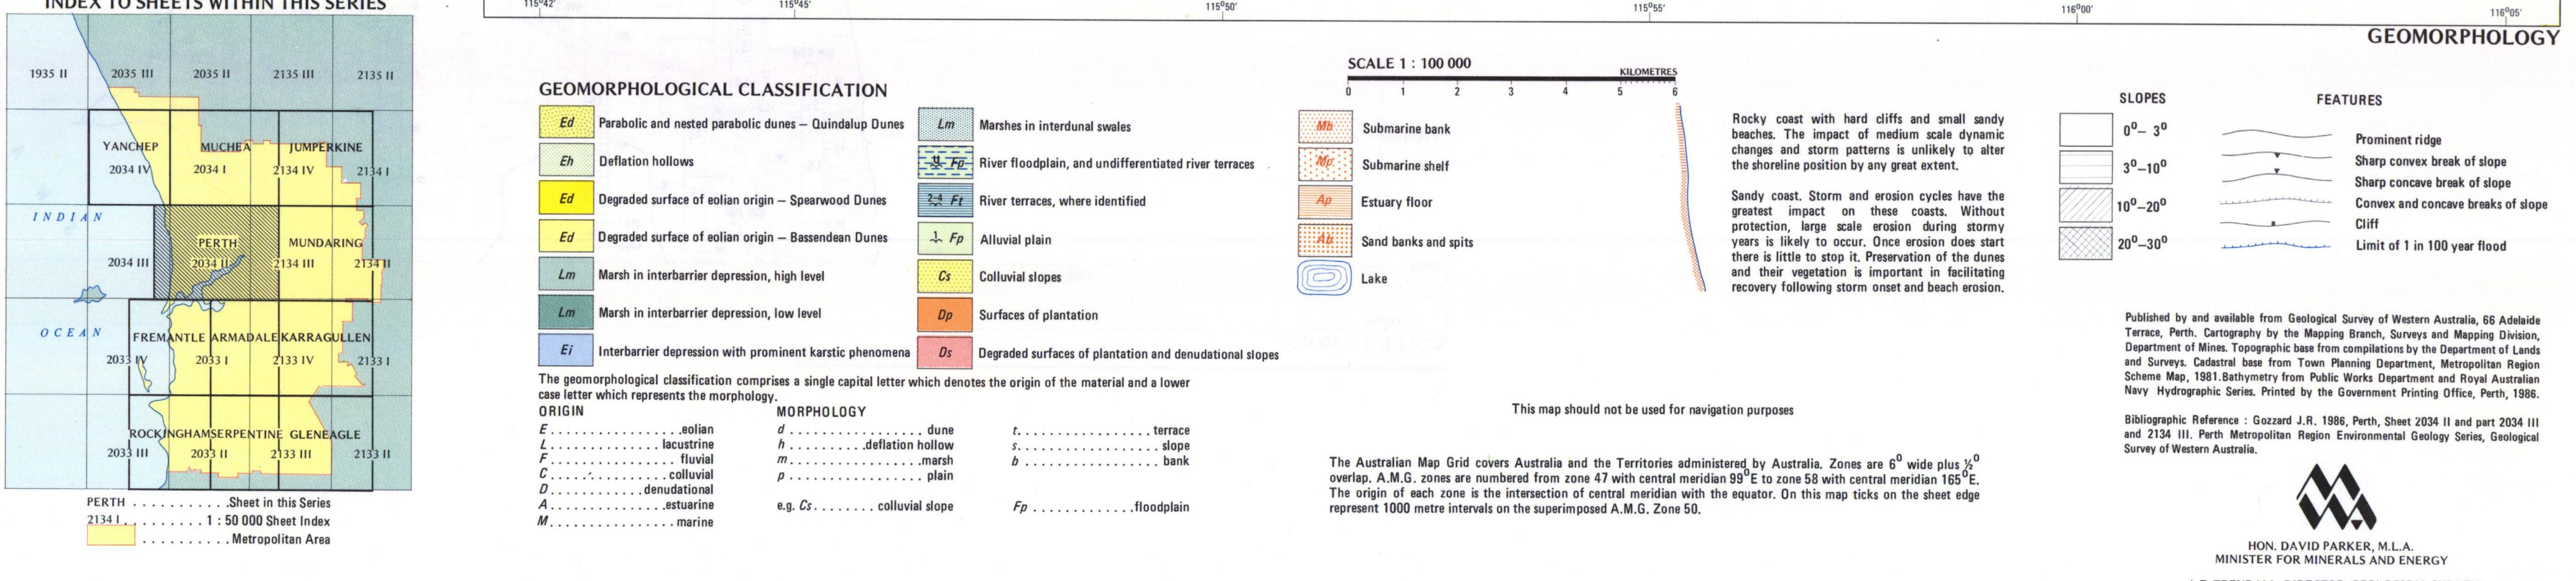 INDEX TO SHEETS WITHIN THIS SERIES
1935 II
2035 III
2035 II
2135 III
2135 II
YANCHEP
MUCHEA
JUMPERKINE
2034 IV
2034 I
2134 IV
2134 I
INDIAN
PERTH
MUNDARING
2034 III
2034 II
2134 III
2134 II
OCEAN
FREMANTLE ARMADALE KARRAGULLEN
2033 IV
2033 I
2133 IV
2133 I
ROCKINGHAM SERPENTINE GLENEAGLE
2033 III
2033 II
2133 III
2133 II
PERTH . . . . . . . . . . .Sheet in this Series
2134 I . . . . . . . . . . 1 : 50 000 Sheet Index
. . . . . . . . . . Metropolitan Area
115⁰42'
115⁰45'
115⁰50'
115⁰55'
116⁰00'
116⁰05'
GEOMORPHOLOGY
GEOMORPHOLOGICAL CLASSIFICATION
Ed Parabolic and nested parabolic dunes – Quindalup Dunes
Eh Deflation hollows
Ed Degraded surface of eolian origin – Spearwood Dunes
Ed Degraded surface of eolian origin – Bassendean Dunes
Lm Marsh in interbarrier depression, high level
Lm Marsh in interbarrier depression, low level
Ei Interbarrier depression with prominent karstic phenomena
Lm Marshes in interdunal swales
Fp River floodplain, and undifferentiated river terraces
Ft River terraces, where identified
1 Fp Alluvial plain
Cs Colluvial slopes
Dp Surfaces of plantation
Ds Degraded surfaces of plantation and denudational slopes
The geomorphological classification comprises a single capital letter which denotes the origin of the material and a lower
case letter which represents the morphology.
ORIGIN
E . . . . . . . . . . . . . . . . .eolian
L . . . . . . . . . . . . . . lacustrine
F . . . . . . . . . . . . . . . . . fluvial
C . . . . . . . . . . . . . . . colluvial
D . . . . . . . . . . . .denudational
A . . . . . . . . . . . . . . .estuarine
M . . . . . . . . . . . . . . . . marine
MORPHOLOGY
d . . . . . . . . . . . . . . . . . dune
h . . . . . . . . . .deflation hollow
m . . . . . . . . . . . . . . . . .marsh
p . . . . . . . . . . . . . . . . . plain
t. . . . . . . . . . . . . . . . . terrace
s. . . . . . . . . . . . . . . . . . slope
b . . . . . . . . . . . . . . . . . . bank
e.g. Cs . . . . . . . . colluvial slope
Fp . . . . . . . . . . . . .floodplain
SCALE 1 : 100 000
KILOMETRES
0 1 2 3 4 5 6
Mb Submarine bank
Mp Submarine shelf
Ap Estuary floor
Ab Sand banks and spits
Lake
Rocky coast with hard cliffs and small sandy
beaches. The impact of medium scale dynamic
changes and storm patterns is unlikely to alter
the shoreline position by any great extent.
Sandy coast. Storm and erosion cycles have the
greatest impact on these coasts. Without
protection, large scale erosion during stormy
years is likely to occur. Once erosion does start
there is little to stop it. Preservation of the dunes
and their vegetation is important in facilitating
recovery following storm onset and beach erosion.
This map should not be used for navigation purposes
The Australian Map Grid covers Australia and the Territories administered by Australia. Zones are 6⁰ wide plus ½⁰
overlap. A.M.G. zones are numbered from zone 47 with central meridian 99⁰E to zone 58 with central meridian 165⁰E.
The origin of each zone is the intersection of central meridian with the equator. On this map ticks on the sheet edge
represent 1000 metre intervals on the superimposed A.M.G. Zone 50.
SLOPES
0⁰– 3⁰
3⁰–10⁰
10⁰–20⁰
20⁰–30⁰
FEATURES
Prominent ridge
Sharp convex break of slope
Sharp concave break of slope
Convex and concave breaks of slope
Cliff
Limit of 1 in 100 year flood
Published by and available from Geological Survey of Western Australia, 66 Adelaide
Terrace, Perth. Cartography by the Mapping Branch, Surveys and Mapping Division,
Department of Mines. Topographic base from compilations by the Department of Lands
and Surveys. Cadastral base from Town Planning Department, Metropolitan Region
Scheme Map, 1981.Bathymetry from Public Works Department and Royal Australian
Navy Hydrographic Series. Printed by the Government Printing Office, Perth, 1986.
Bibliographic Reference : Gozzard J.R. 1986, Perth, Sheet 2034 II and part 2034 III
and 2134 III. Perth Metropolitan Region Environmental Geology Series, Geological
Survey of Western Australia.
HON. DAVID PARKER, M.L.A.
MINISTER FOR MINERALS AND ENERGY